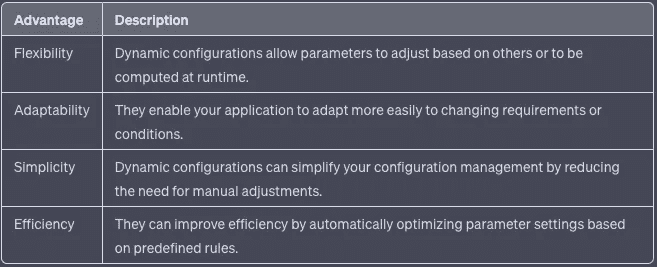 Advantage Description
Flexibility Dynamic configurations allow parameters to adjust based on others or to be
computed at runtime.
Adaptability They enable your application to adapt more easily to changing requirements or
conditions.
Simplicity Dynamic configurations can simplify your configuration management by reducing
the need for manual adjustments.
Efficiency They can improve efficiency by automatically optimizing parameter settings based
on predefined rules.